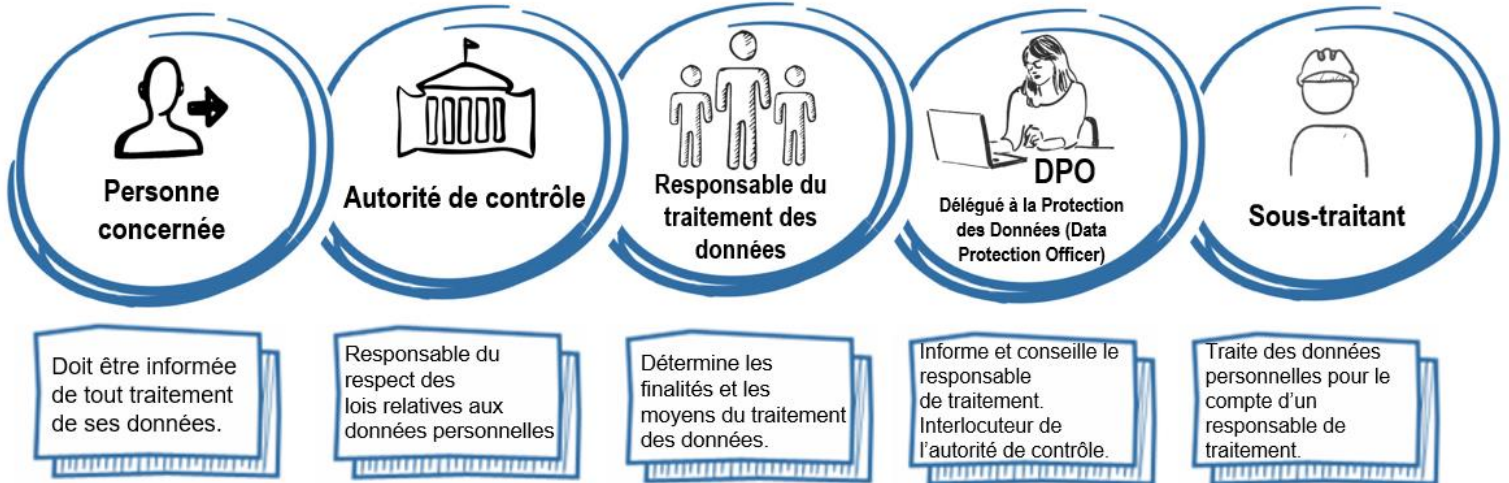 Personne
concernée
Autorité de contrôle
Responsable du
traitement des
données
DPO
Délégué à la Protection
des Données (Data
Protection Officer)
Sous-traitant
Doit être informée
de tout traitement
de ses données.
Responsable du
respect des
lois relatives aux
données personnelles
Détermine les
finalités et les
moyens du traitement
des données.
Informe et conseille le
responsable
de traitement.
Interlocuteur de
l’autorité de contrôle.
Traite des données
personnelles pour le
compte d’un
responsable de
traitement.